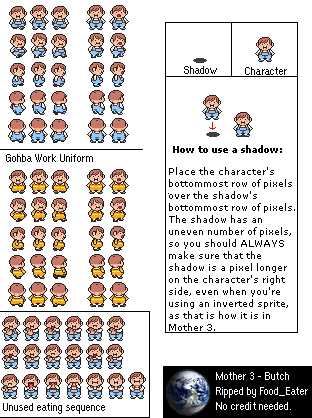 Shadow
Character
How to use a shadow:
Place the character's
bottommost row of pixels
over the shadow's
bottommost row of pixels.
The shadow has an
uneven number of pixels,
so you should ALWAYS
make sure that the
shadow is a pixel longer
on the character's right
side, even when you're
using an inverted sprite,
as that is how it is in
Mother 3.
Gohba Work Uniform
Unused eating sequence
Mother 3 - Butch
Ripped by Food_Eater
No credit needed.